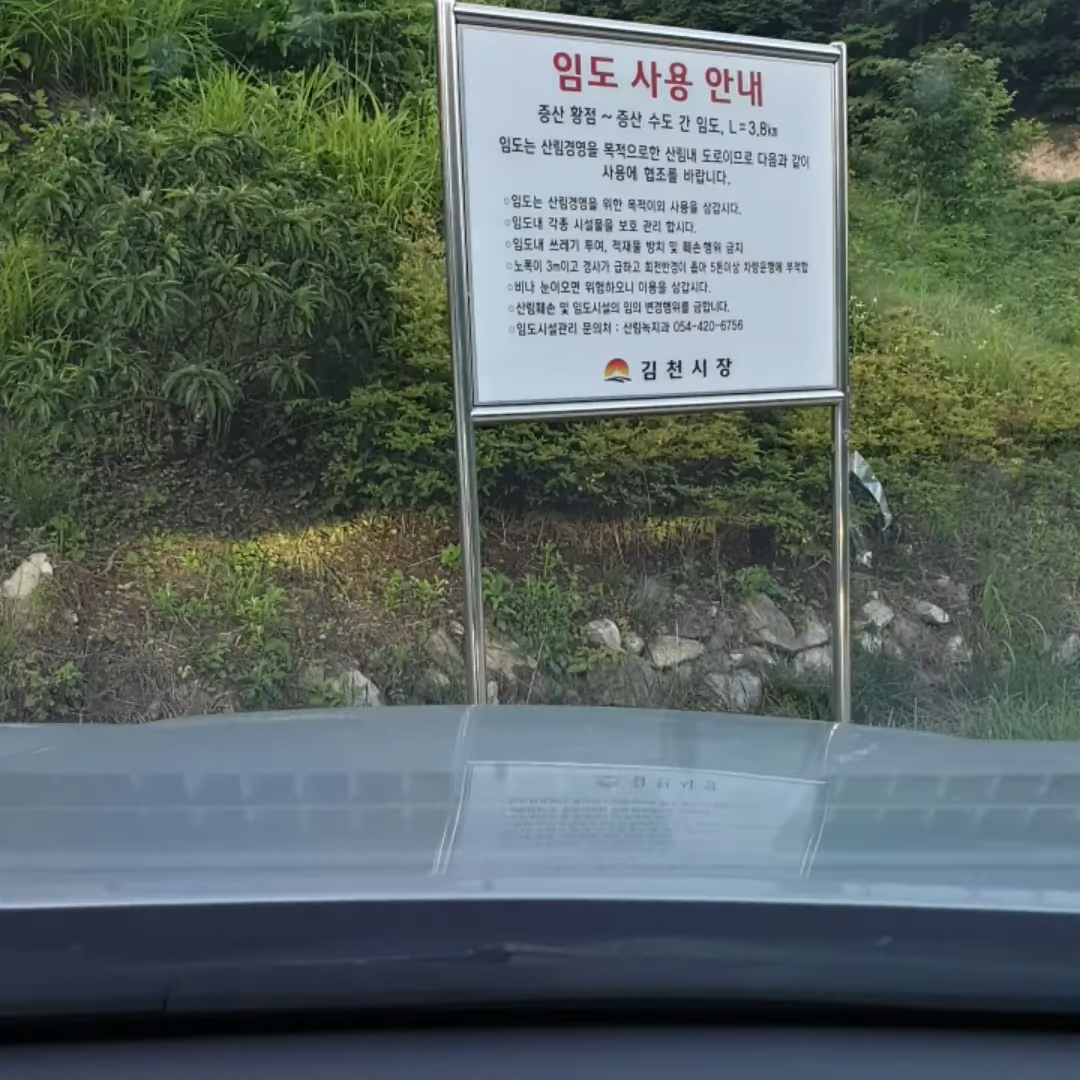 임도 사용 안내
증산 황점 ~ 증산 수도 간 임도, L=3.8㎞
임도는 산림경영을 목적으로한 산림내 도로이므로 다음과 같이
사용에 협조를 바랍니다.
○임도는 산림경영을 위한 목적이외 사용을 삼갑시다.
○임도내 각종 시설물을 보호 관리 합시다.
○임도내 쓰레기 투여, 적재물 방치 및 훼손행위 금지
○노폭이 3m이고 경사가 급하고 회전반경이 좁아 5톤이상 차량운행에 부적합
○비나 눈이오면 위험하오니 이용을 삼갑시다.
○산림훼손 및 임도시설의 임의 변경행위를 금합니다.
○임도시설관리 문의처 : 산림녹지과 054-420-6756
김천시장